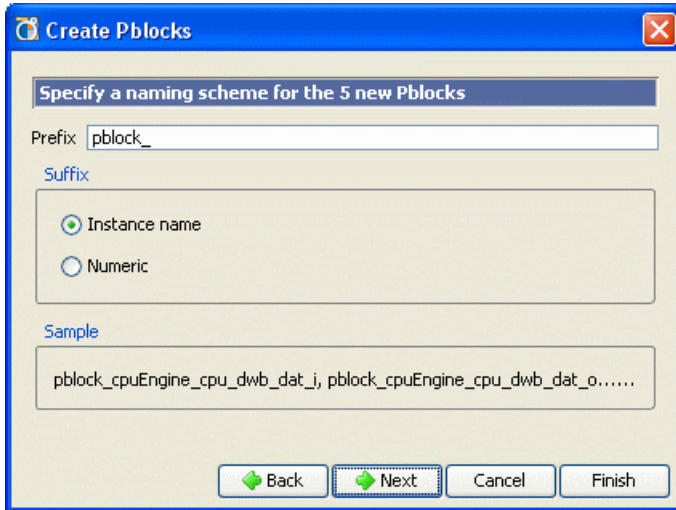 Create Pblocks
Specify a naming scheme for the 5 new Pblocks
Prefix pblock_
Suffix
Instance name
Numeric
Sample
pblock_cpuEngine_cpu_dwb_dat_i, pblock_cpuEngine_cpu_dwb_dat_o......
Back Next Cancel Finish